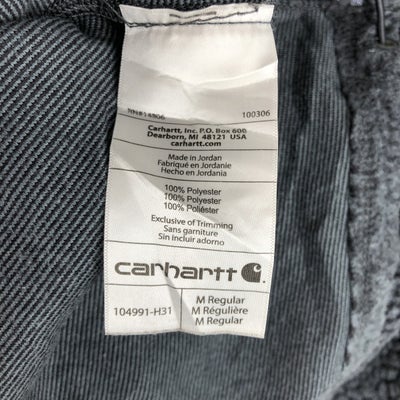 RN#14806 100306
Carhartt, Inc. P.O. Box 600
Dearborn, MI 48121 USA
www.carhartt.com
Made in Jordan
Fabriqué en Jordanie
Hecho en Jordania
100% Polyester
100% Polyester
100% Poliéster
Exclusive of Trimming
Sans garniture
Sin incluir adorno
carhartt
104991-H31
M Regular
M Régulière
M Regular